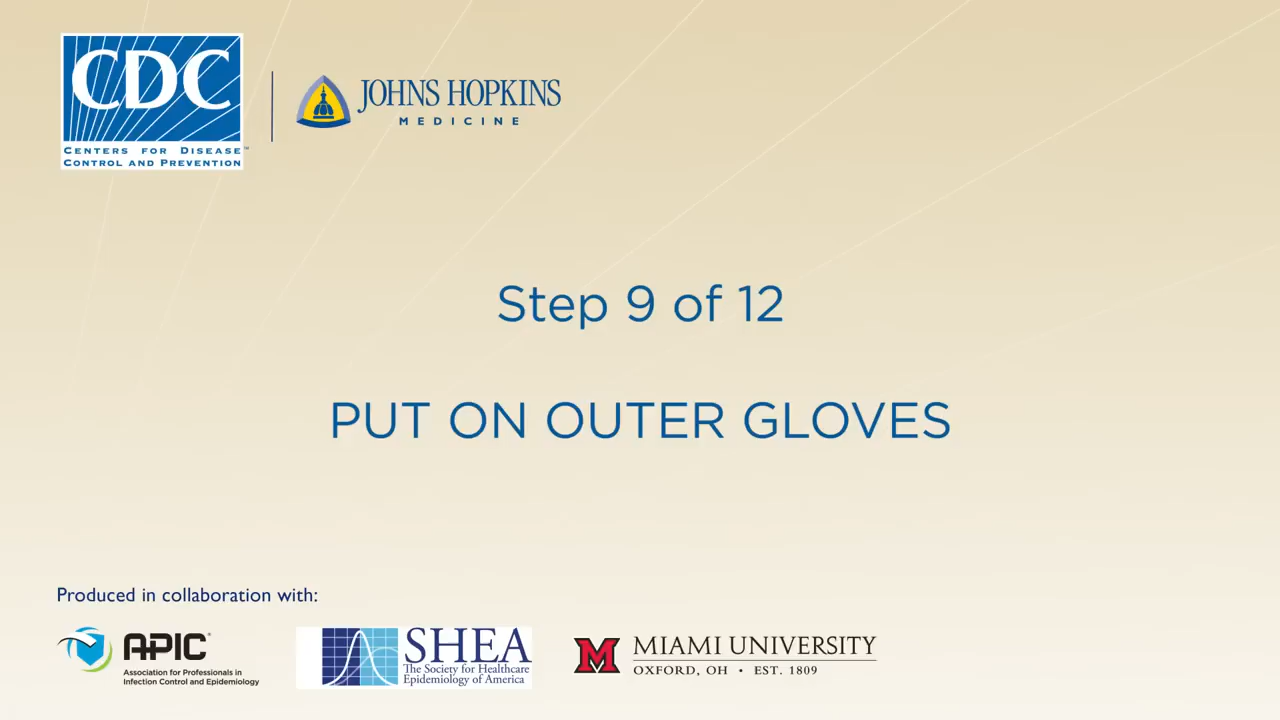 CDC
CENTERS FOR DISEASE™
CONTROL AND PREVENTION
JOHNS HOPKINS
MEDICINE
Step 9 of 12
PUT ON OUTER GLOVES
Produced in collaboration with:
APIC®
Association for Professionals in
Infection Control and Epidemiology
SHEA
The Society for Healthcare
Epidemiology of America
M
MIAMI UNIVERSITY
OXFORD, OH • EST. 1809